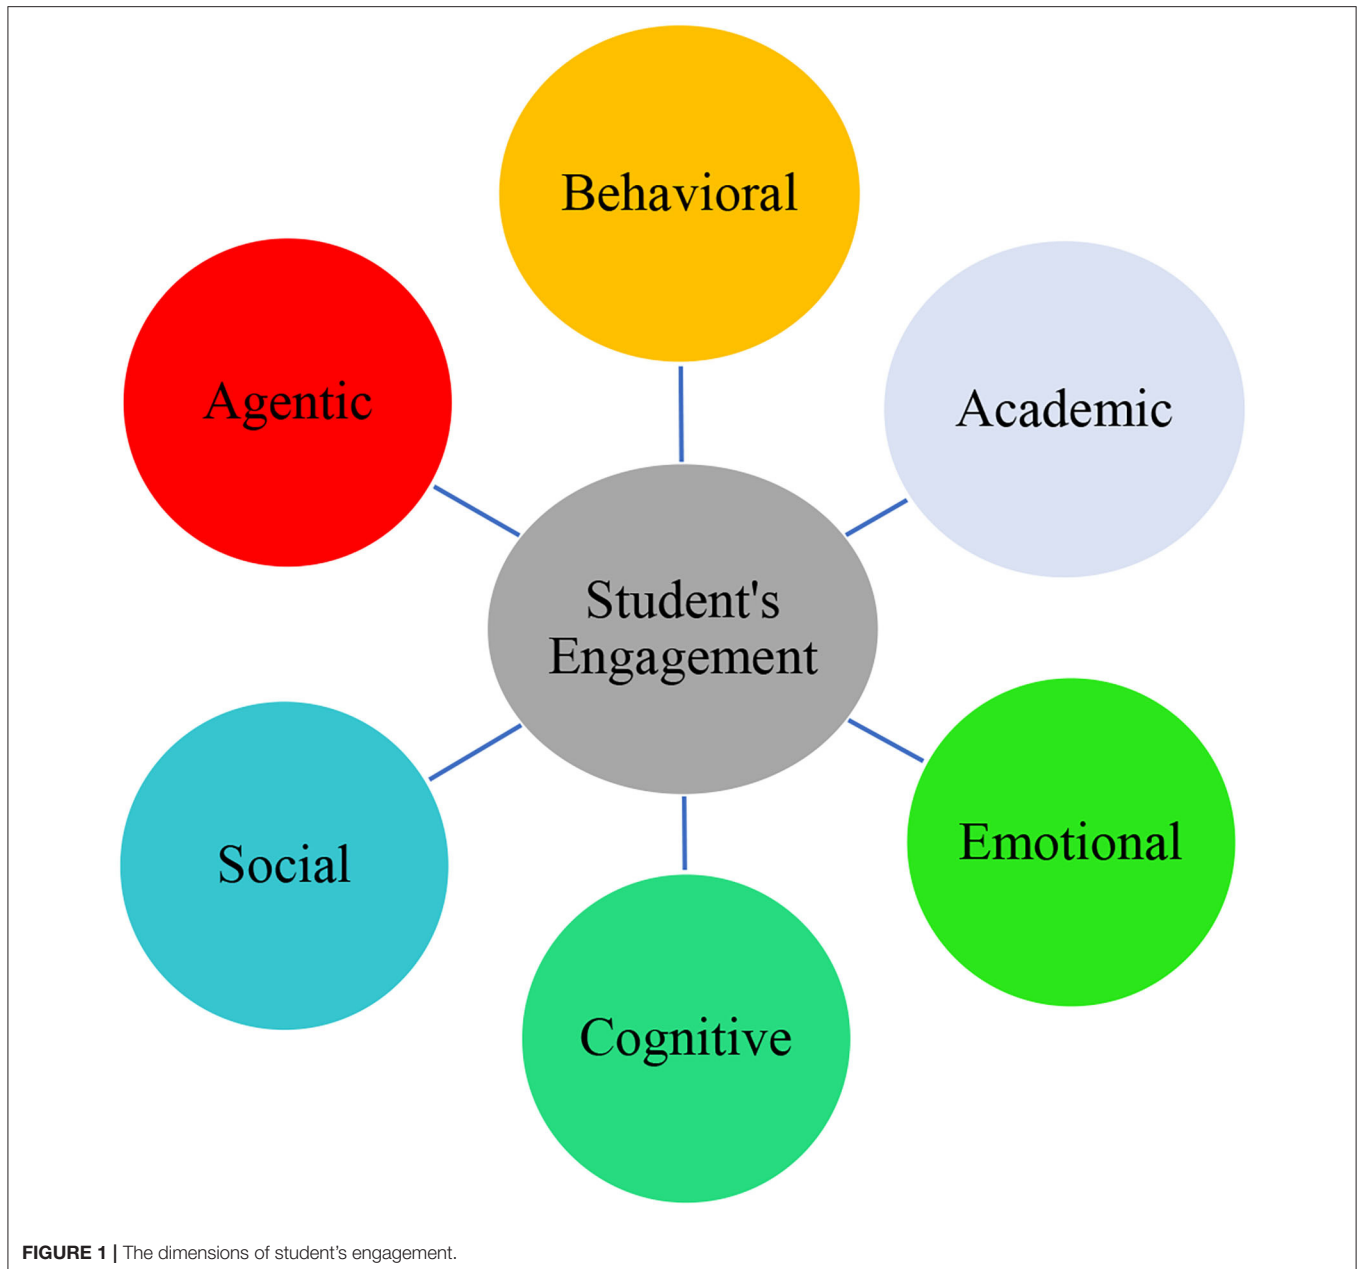 Behavioral
Agentic
Academic
Student's
Engagement
Social
Emotional
Cognitive
FIGURE 1 | The dimensions of student’s engagement.